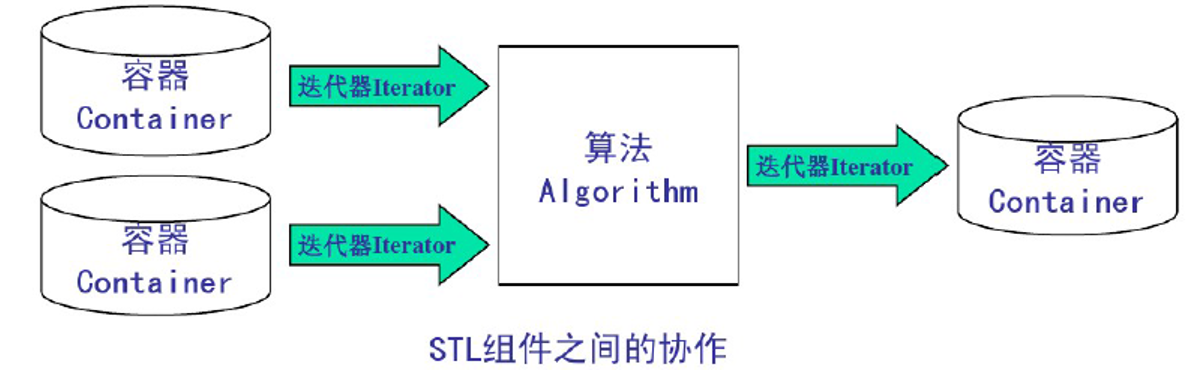 容器
Container
迭代器Iterator
容器
Container
迭代器Iterator
算法
Algorithm
迭代器Iterator
容器
Container
STL组件之间的协作